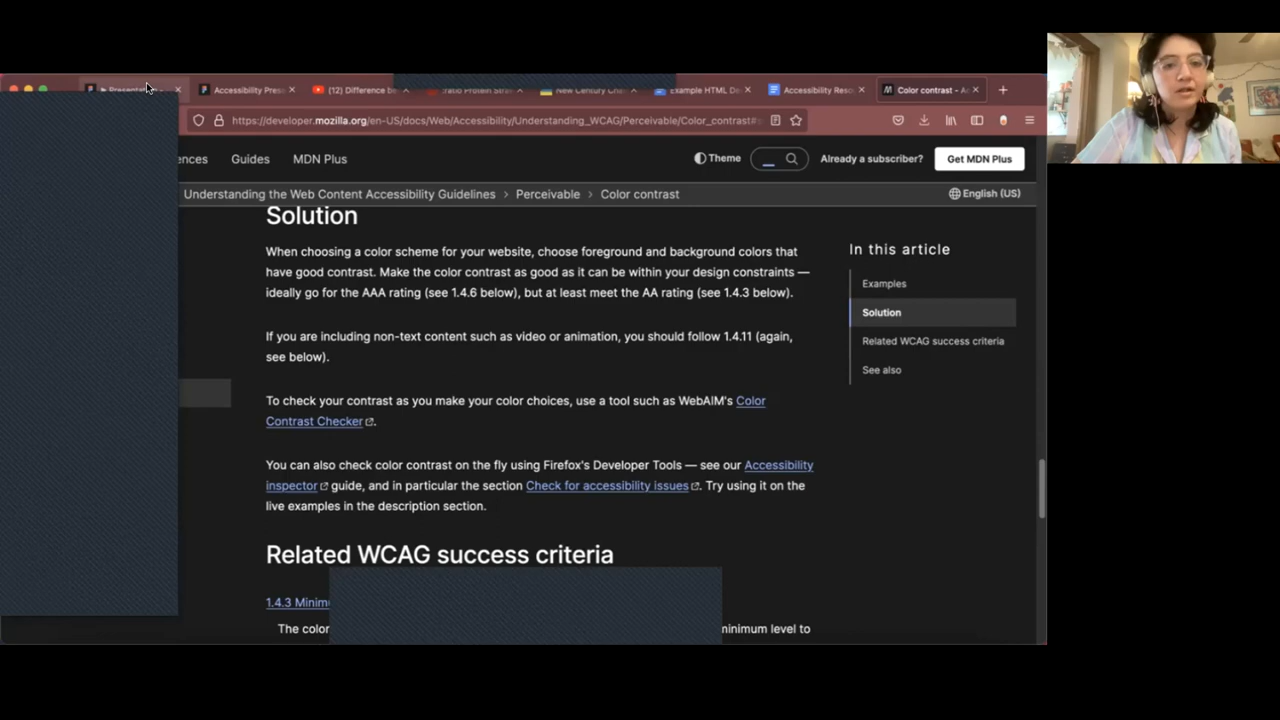 Presentation -
Accessibility Pres
(12) Difference be
Ratio Protein Stra
New Century Ch
Example HTML Do
Accessibility Reso
Color contrast - Ac
https://developer.mozilla.org/en-US/docs/Web/Accessibility/Understanding_WCAG/Perceivable/Color_contrast#s
ences
Guides
MDN Plus
Theme
Already a subscriber?
Get MDN Plus
Understanding the Web Content Accessibility Guidelines > Perceivable > Color contrast
English (US)
Solution
When choosing a color scheme for your website, choose foreground and background colors that
have good contrast. Make the color contrast as good as it can be within your design constraints —
ideally go for the AAA rating (see 1.4.6 below), but at least meet the AA rating (see 1.4.3 below).
If you are including non-text content such as video or animation, you should follow 1.4.11 (again,
see below).
To check your contrast as you make your color choices, use a tool such as WebAIM's Color
Contrast Checker.
You can also check color contrast on the fly using Firefox's Developer Tools — see our Accessibility
inspector guide, and in particular the section Check for accessibility issues. Try using it on the
live examples in the description section.
Related WCAG success criteria
1.4.3 Minimu
The color
minimum level to
In this article
Examples
Solution
Related WCAG success criteria
See also